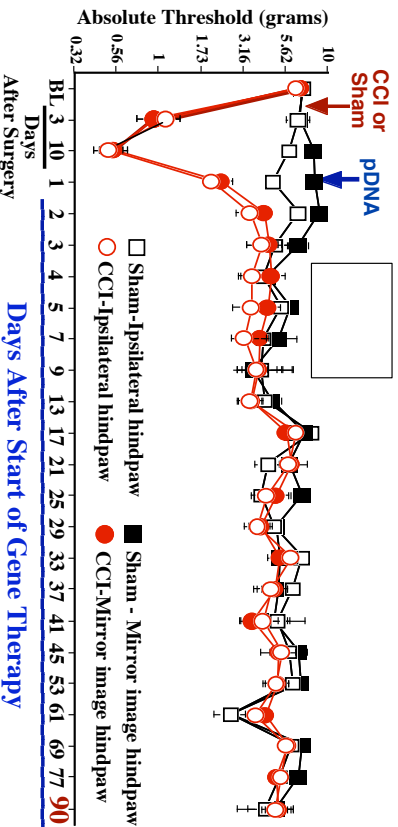 Absolute Threshold (grams)
0.32 0.56 1 1.73 3.16 5.62 10
CCI or
Sham
pDNA
BL 3 10 1 2 3 4 5 7 9 13 17 21 25 29 33 37 41 45 53 61 69 77 90
Days
After Surgery
Days After Start of Gene Therapy
Sham-Ipsilateral hindpaw
CCI-Ipsilateral hindpaw
Sham - Mirror image hindpaw
CCI-Mirror image hindpaw